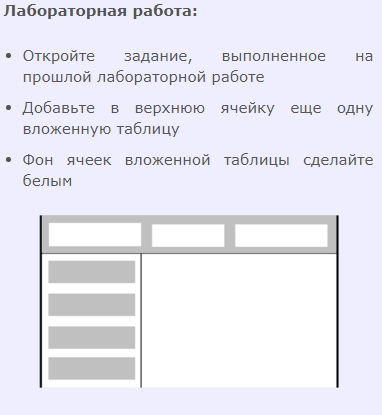 Лабораторная работа:
• Откройте задание, выполненное на
прошлой лабораторной работе
• Добавьте в верхнюю ячейку еще одну
вложенную таблицу
• Фон ячеек вложенной таблицы сделайте
белым